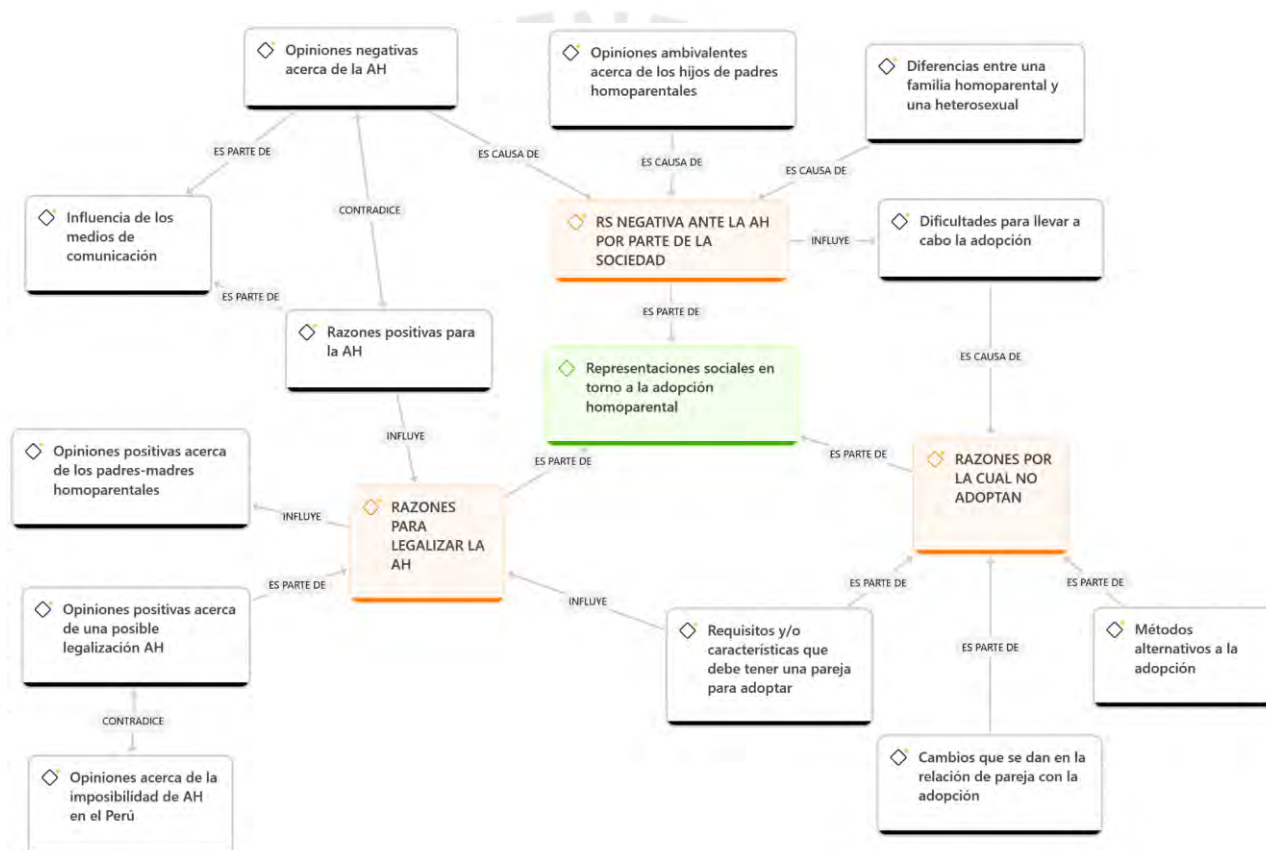 Opiniones negativas
acerca de la AH
Opiniones ambivalentes
acerca de los hijos de padres
homoparentales
Diferencias entre una
familia homoparental y
una heterosexual
ES PARTE DE
ES CAUSA DE
ES CAUSA DE
ES CAUSA DE
CONTRADICE
Influencia de los
medios de
comunicación
RS NEGATIVA ANTE LA AH
POR PARTE DE LA
SOCIEDAD
INFLUYE
Dificultades para llevar a
cabo la adopción
ES PARTE DE
ES PARTE DE
Razones positivas para
la AH
Representaciones sociales en
torno a la adopción
homoparental
ES CAUSA DE
INFLUYE
Opiniones positivas acerca
de los padres-madres
homoparentales
ES PARTE DE
ES PARTE DE
RAZONES POR
LA CUAL NO
ADOPTAN
INFLUYE
RAZONES
PARA
LEGALIZAR LA
AH
ES PARTE DE
Opiniones positivas acerca
de una posible
legalización AH
INFLUYE
ES PARTE DE
ES PARTE DE
Requisitos y/o
características que
debe tener una pareja
para adoptar
ES PARTE DE
Métodos
alternativos a la
adopción
CONTRADICE
Opiniones acerca de la
imposibilidad de AH
en el Perú
Cambios que se dan en la
relación de pareja con la
adopción